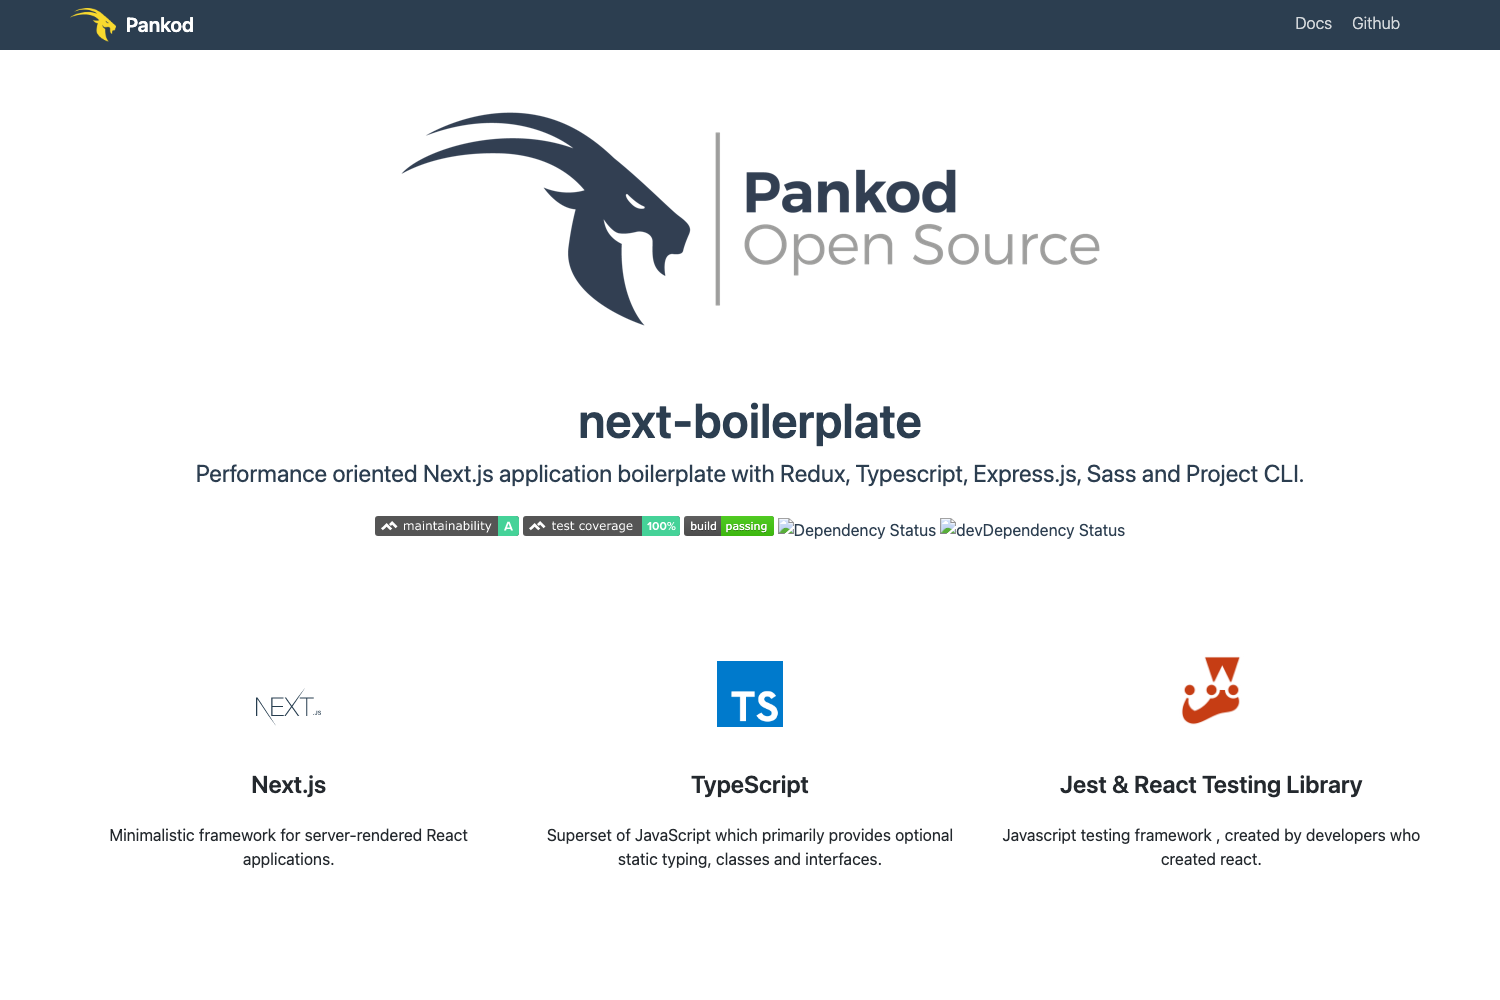 Pankod
Docs Github
Pankod
Open Source
next-boilerplate
Performance oriented Next.js application boilerplate with Redux, Typescript, Express.js, Sass and Project CLI.
maintainability A test coverage 100% build passing Dependency Status devDependency Status
NEXT.JS
TS
Next.js
TypeScript
Jest & React Testing Library
Minimalistic framework for server-rendered React
applications.
Superset of JavaScript which primarily provides optional
static typing, classes and interfaces.
Javascript testing framework , created by developers who
created react.